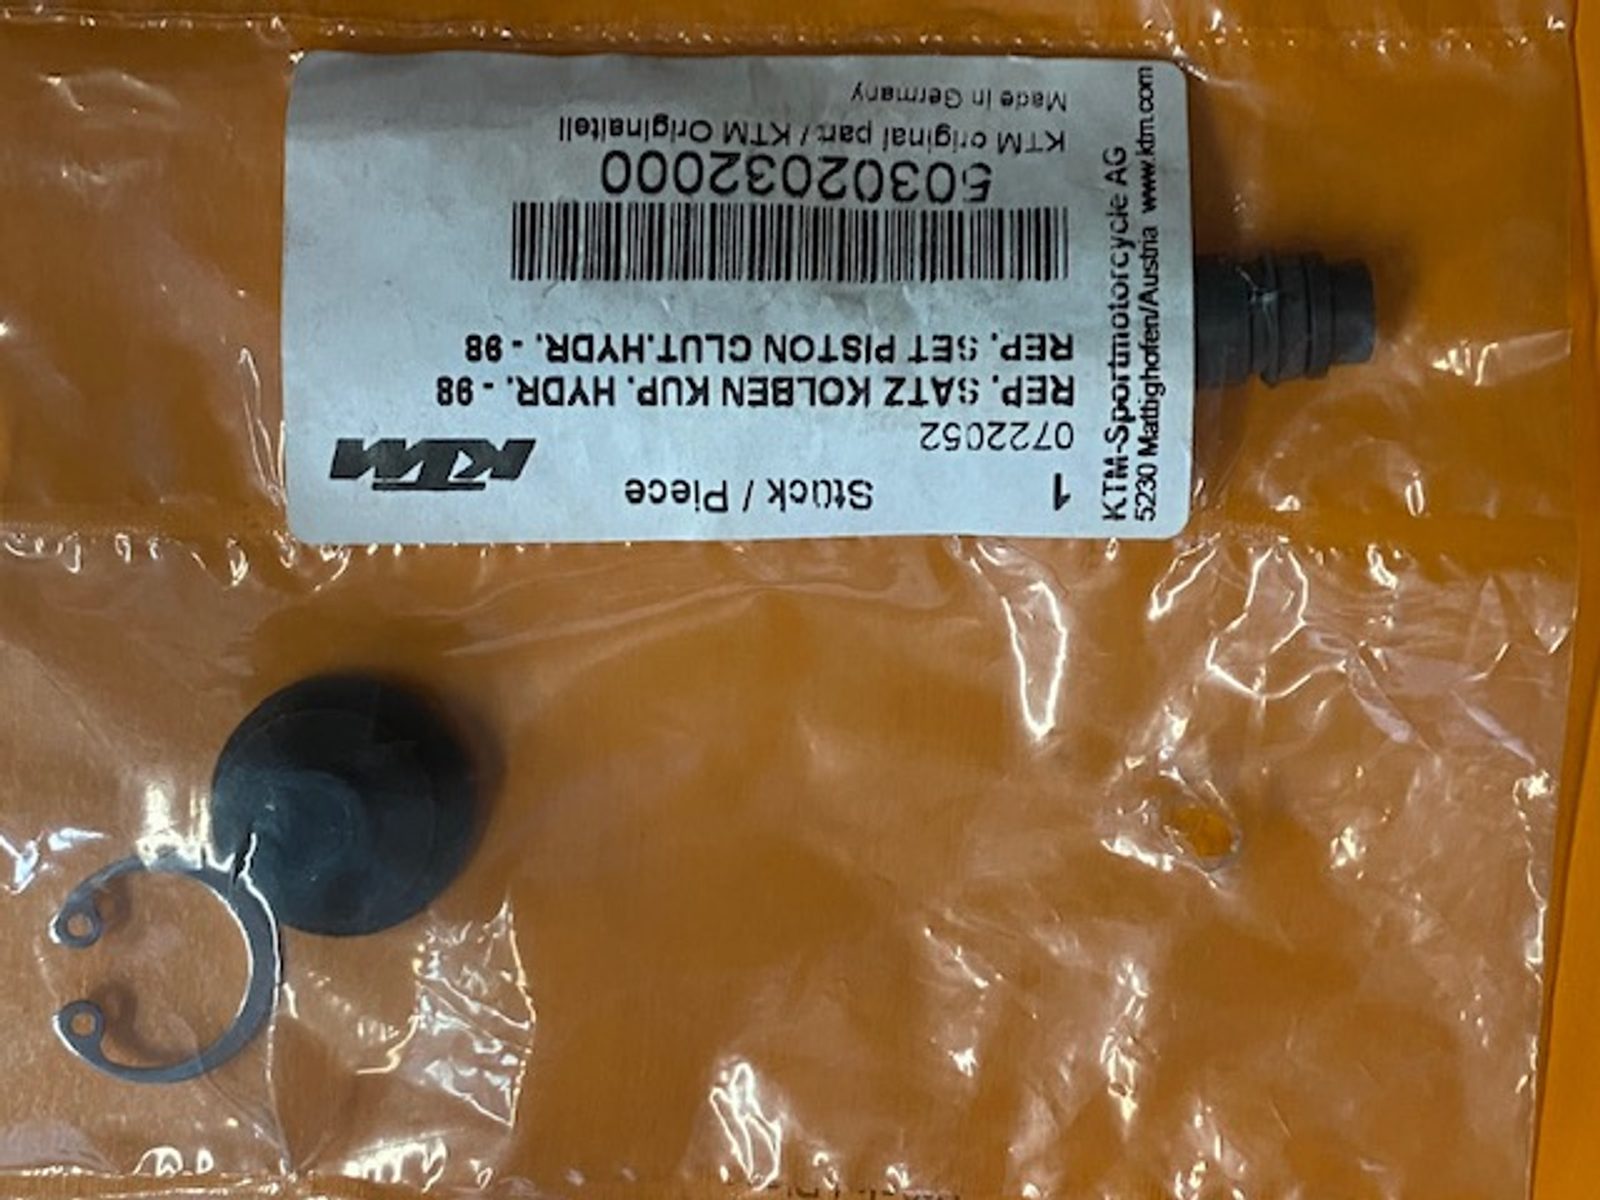 1 Stück / Piece
0722052
KTM
REP. SATZ KOLBEN KUP. HYDR. - 98
REP. SET PISTON CLUT.HYDR. - 98
50302032000
KTM original part / KTM Originalteil
Made in Germany
KTM-Sportmotorcycle AG
5230 Mattighofen/Austria www.ktm.com